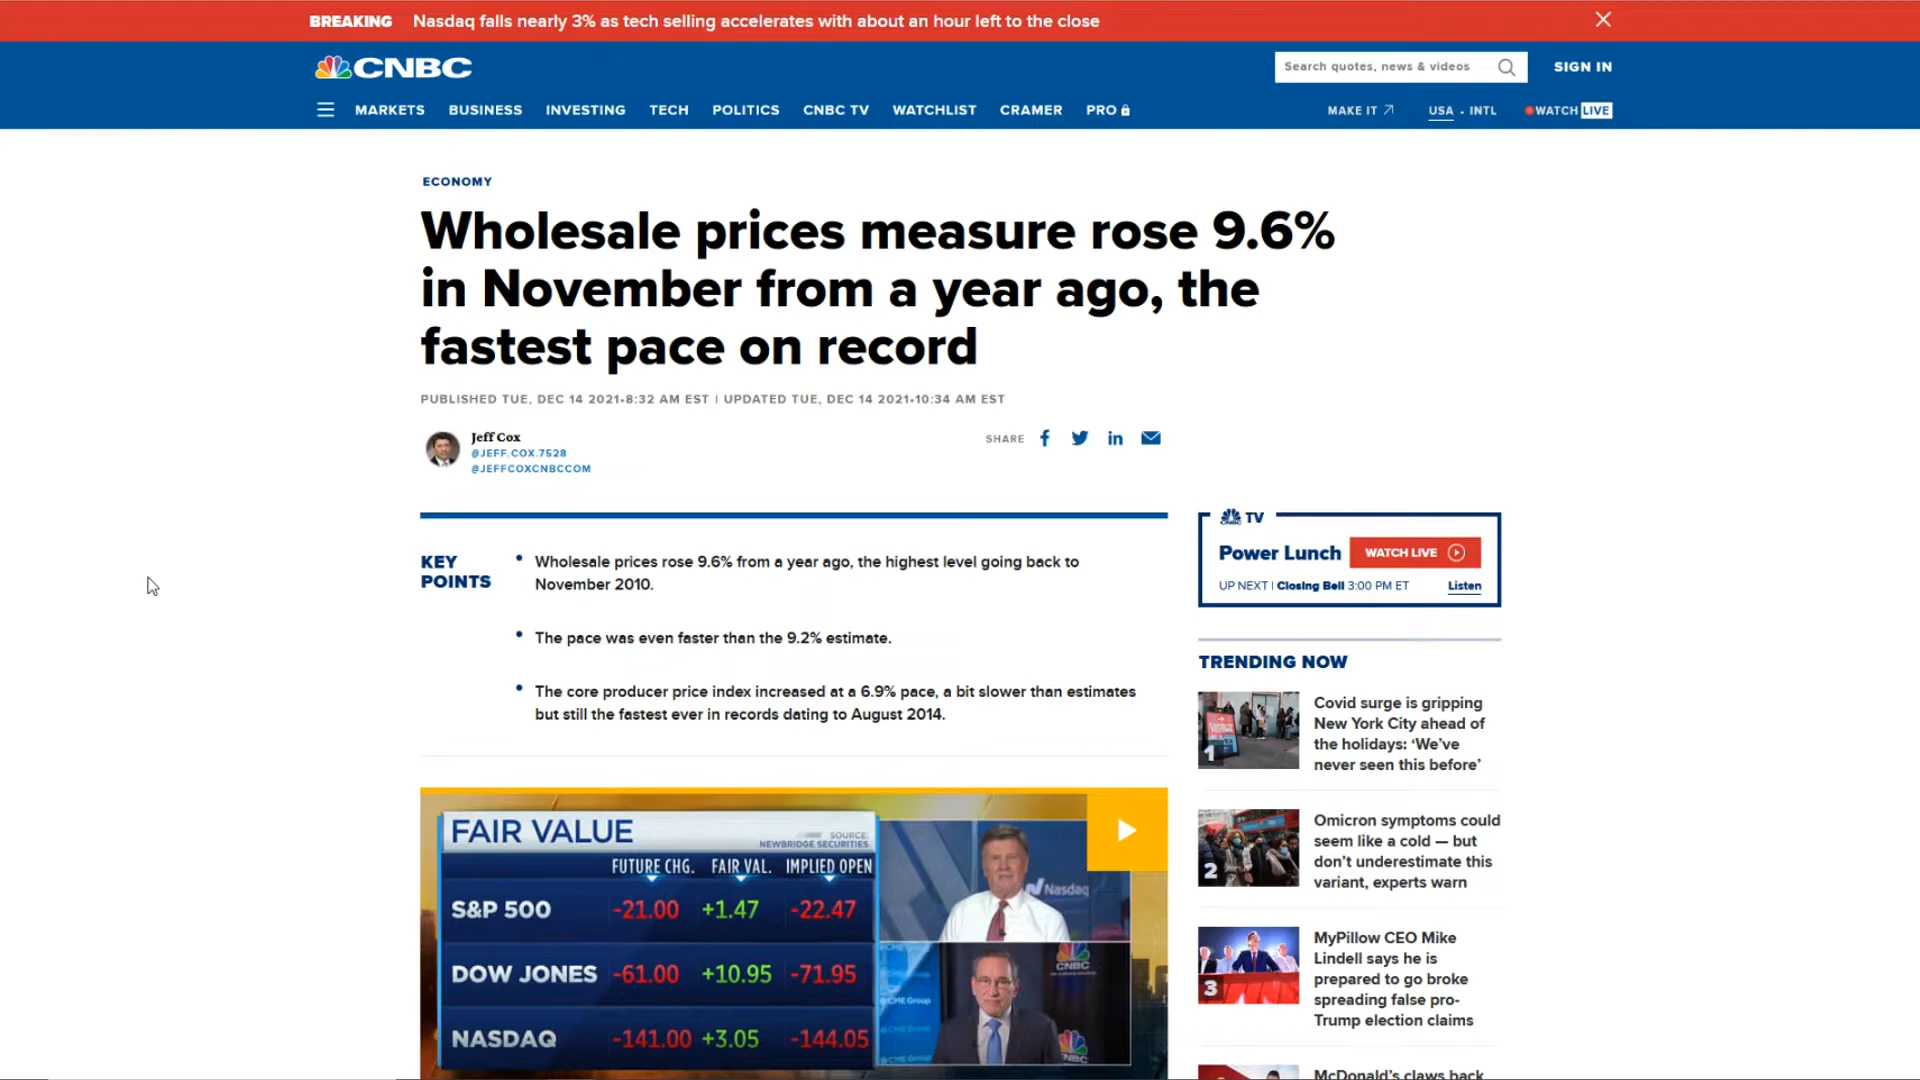 BREAKING Nasdaq falls nearly 3% as tech selling accelerates with about an hour left to the close
CNBC
Search quotes, news & videos
SIGN IN
MARKETS BUSINESS INVESTING TECH POLITICS CNBC TV WATCHLIST CRAMER PRO
MAKE IT USA • INTL WATCH LIVE
ECONOMY
Wholesale prices measure rose 9.6%
in November from a year ago, the
fastest pace on record
PUBLISHED TUE, DEC 14 2021•8:32 AM EST | UPDATED TUE, DEC 14 2021•10:34 AM EST
Jeff Cox
@JEFF.COX.7528
@JEFFCOXCNBCCOM
SHARE
KEY
POINTS
• Wholesale prices rose 9.6% from a year ago, the highest level going back to
November 2010.
• The pace was even faster than the 9.2% estimate.
• The core producer price index increased at a 6.9% pace, a bit slower than estimates
but still the fastest ever in records dating to August 2014.
FAIR VALUE
SOURCE:
NEWBRIDGE SECURITIES
FUTURE CHG. FAIR VAL. IMPLIED OPEN
S&P 500 -21.00 +1.47 -22.47
DOW JONES -61.00 +10.95 -71.95
NASDAQ -141.00 +3.05 -144.05
Nasdaq
CNBC
CME Group
CME Group
NBC
CNBC TV
Power Lunch WATCH LIVE
UP NEXT | Closing Bell 3:00 PM ET Listen
TRENDING NOW
1
Covid surge is gripping
New York City ahead of
the holidays: ‘We’ve
never seen this before’
2
Omicron symptoms could
seem like a cold — but
don’t underestimate this
variant, experts warn
3
MyPillow CEO Mike
Lindell says he is
prepared to go broke
spreading false pro-
Trump election claims
McDonald’s claws back